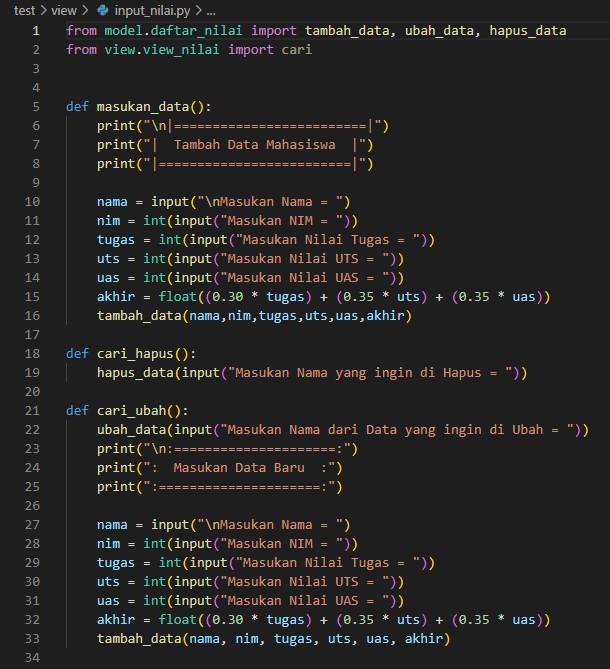 test > view > input_nilai.py > ...
1 from model.daftar_nilai import tambah_data, ubah_data, hapus_data
2 from view.view_nilai import cari
3
4
5 def masukan_data():
6     print("\n|=========================|")
7     print("|  Tambah Data Mahasiswa  |")
8     print("|=========================|")
9
10     nama = input("\nMasukan Nama = ")
11     nim = int(input("Masukan NIM = "))
12     tugas = int(input("Masukan Nilai Tugas = "))
13     uts = int(input("Masukan Nilai UTS = "))
14     uas = int(input("Masukan Nilai UAS = "))
15     akhir = float((0.30 * tugas) + (0.35 * uts) + (0.35 * uas))
16     tambah_data(nama,nim,tugas,uts,uas,akhir)
17
18 def cari_hapus():
19     hapus_data(input("Masukan Nama yang ingin di Hapus = "))
20
21 def cari_ubah():
22     ubah_data(input("Masukan Nama dari Data yang ingin di Ubah = "))
23     print("\n:=====================:")
24     print(":  Masukan Data Baru  :")
25     print(":=====================:")
26
27     nama = input("\nMasukan Nama = ")
28     nim = int(input("Masukan NIM = "))
29     tugas = int(input("Masukan Nilai Tugas = "))
30     uts = int(input("Masukan Nilai UTS = "))
31     uas = int(input("Masukan Nilai UAS = "))
32     akhir = float((0.30 * tugas) + (0.35 * uts) + (0.35 * uas))
33     tambah_data(nama, nim, tugas, uts, uas, akhir)
34